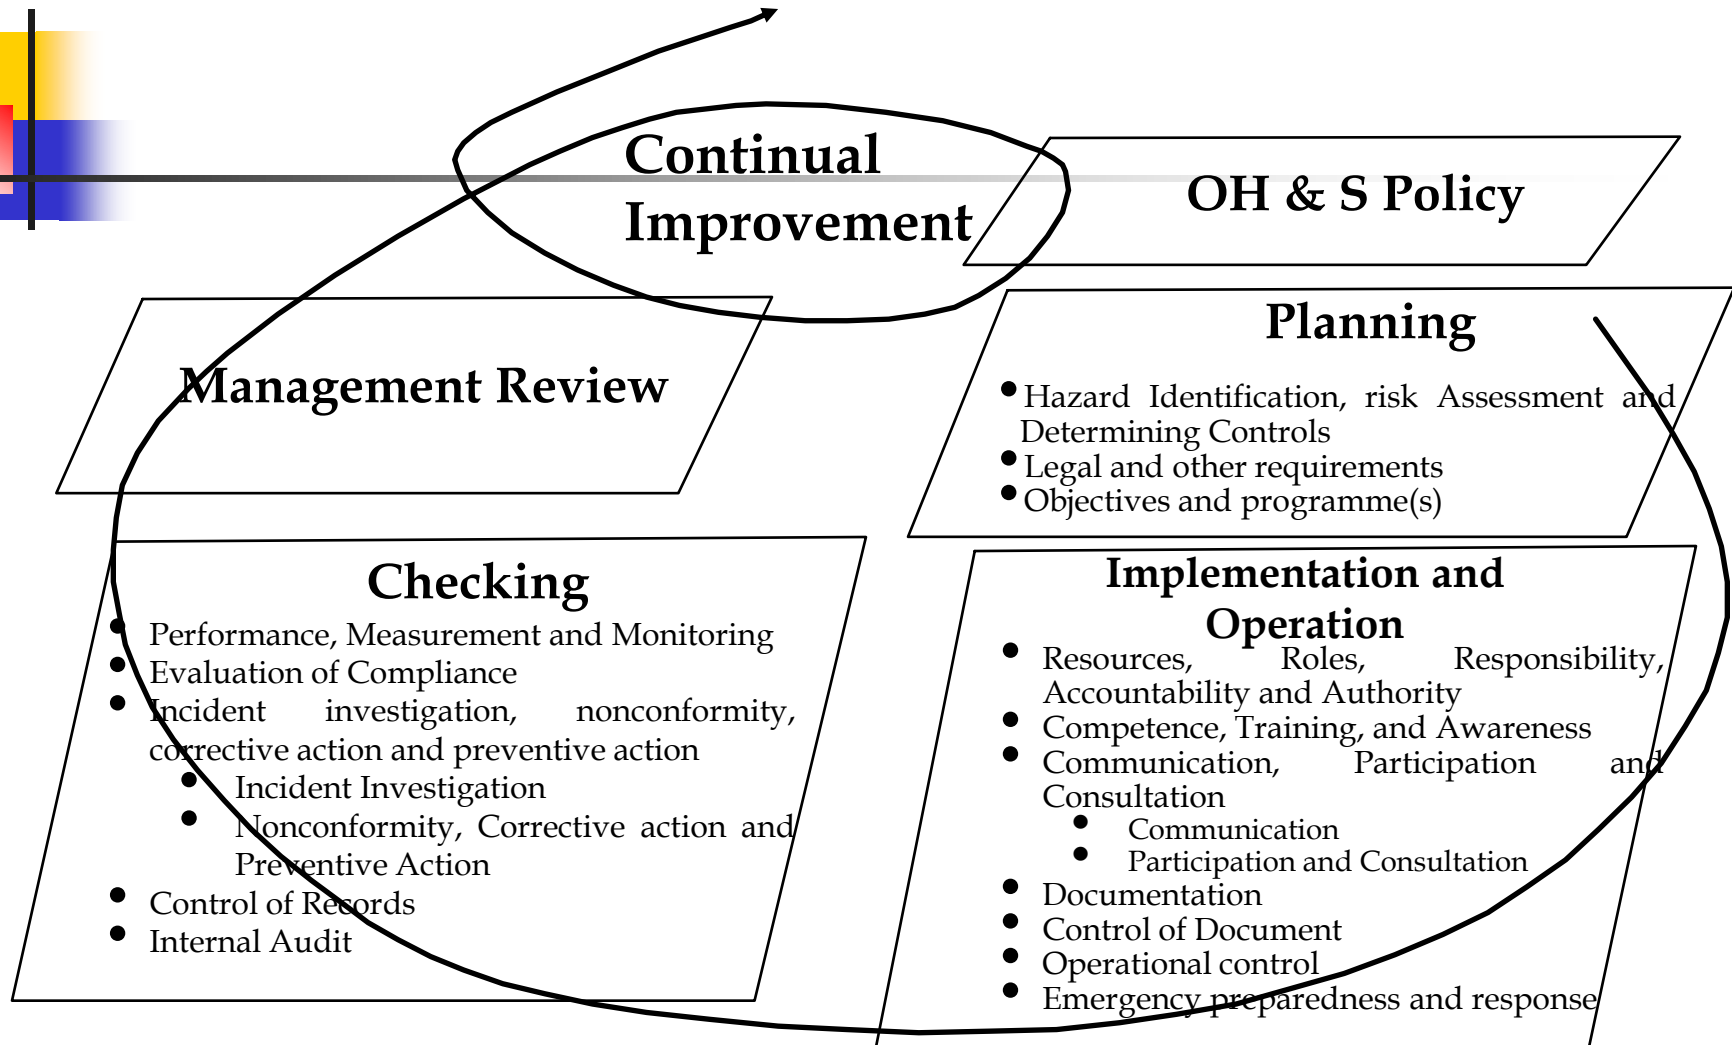 Continual
Improvement
OH & S Policy
Management Review
Planning
Hazard Identification, risk Assessment and
Determining Controls
Legal and other requirements
Objectives and programme(s)
Checking
Performance, Measurement and Monitoring
Evaluation of Compliance
Incident investigation, nonconformity,
corrective action and preventive action
Incident Investigation
Nonconformity, Corrective action and
Preventive Action
Control of Records
Internal Audit
Implementation and
Operation
Resources, Roles, Responsibility,
Accountability and Authority
Competence, Training, and Awareness
Communication, Participation and
Consultation
Communication
Participation and Consultation
Documentation
Control of Document
Operational control
Emergency preparedness and response